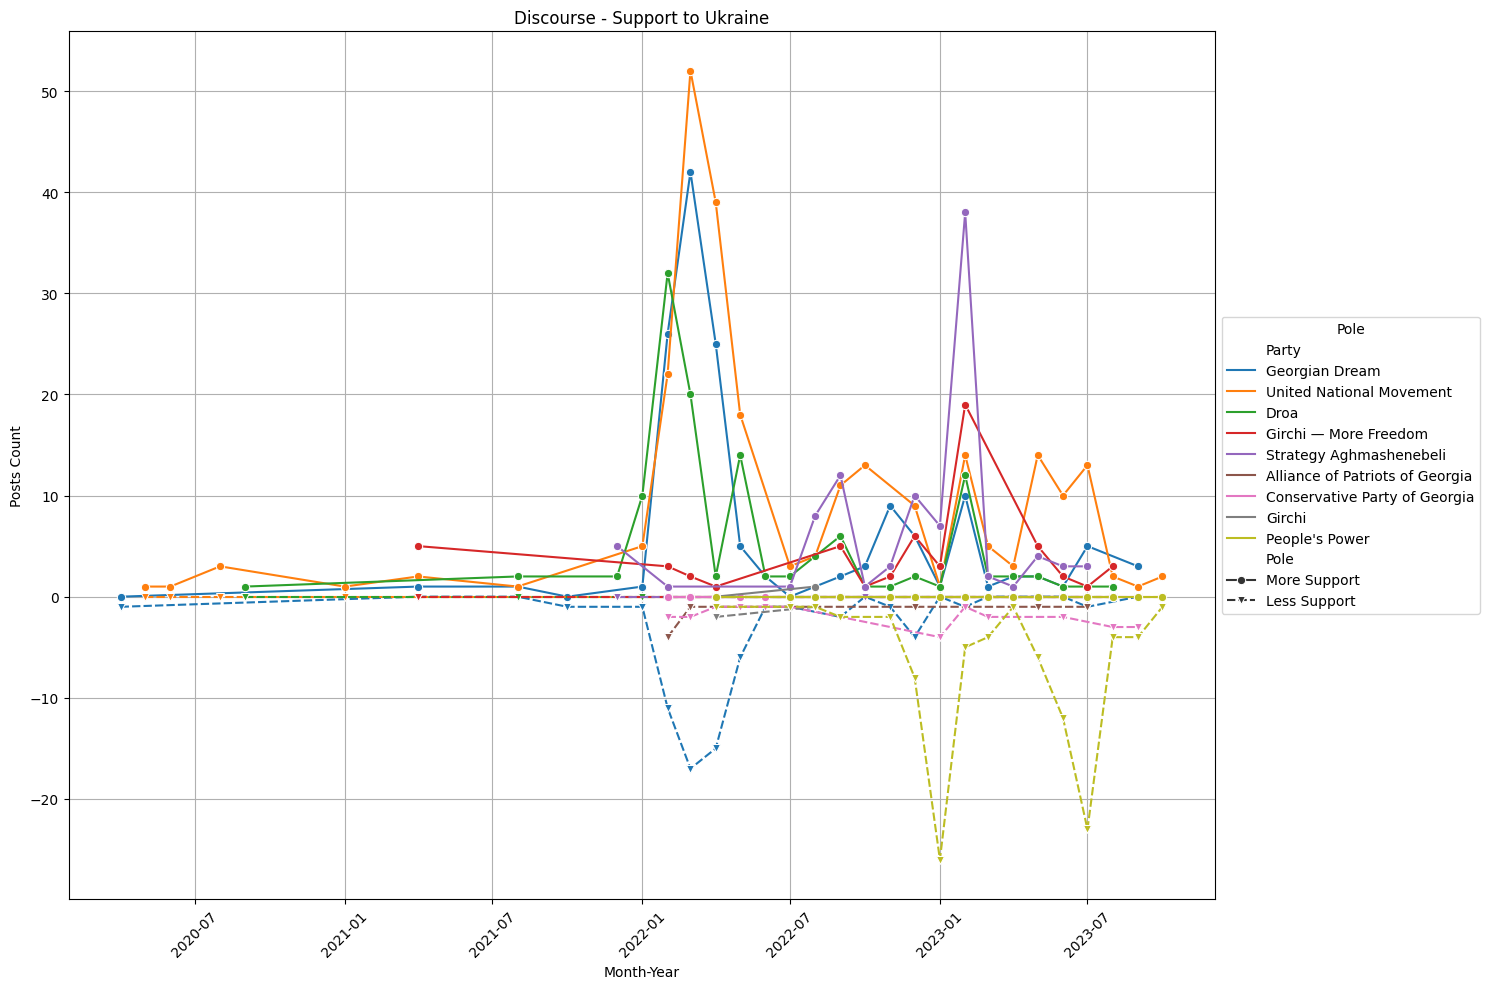 Discourse - Support to Ukraine
Posts Count
50
40
30
20
10
0
−10
−20
2020-07
2021-01
2021-07
2022-01
2022-07
2023-01
2023-07
Month-Year
Pole
Party
Georgian Dream
United National Movement
Droa
Girchi — More Freedom
Strategy Aghmashenebeli
Alliance of Patriots of Georgia
Conservative Party of Georgia
Girchi
People's Power
Pole
More Support
Less Support